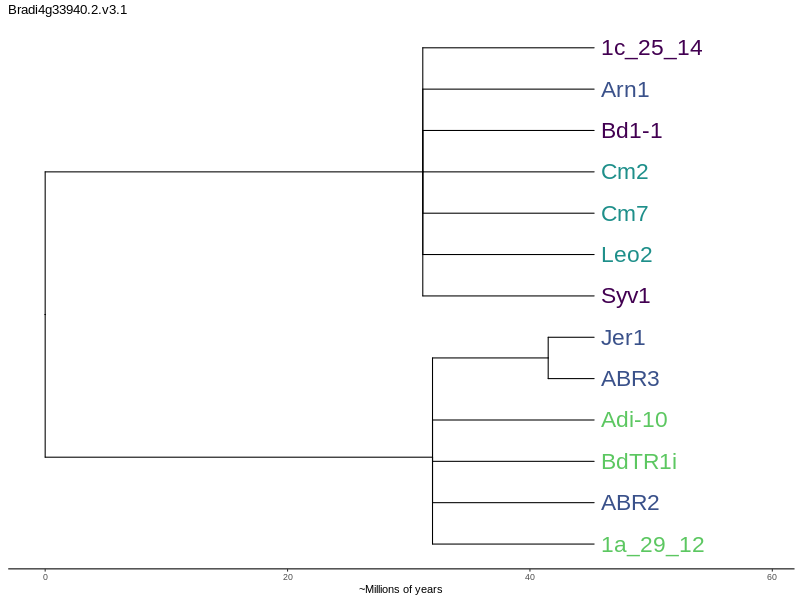 Bradi4g33940.2.v3.1
1c_25_14
Arn1
Bd1-1
Cm2
Cm7
Leo2
Syv1
Jer1
ABR3
Adi-10
BdTR1i
ABR2
1a_29_12
0 20 40 60
~Millions of years